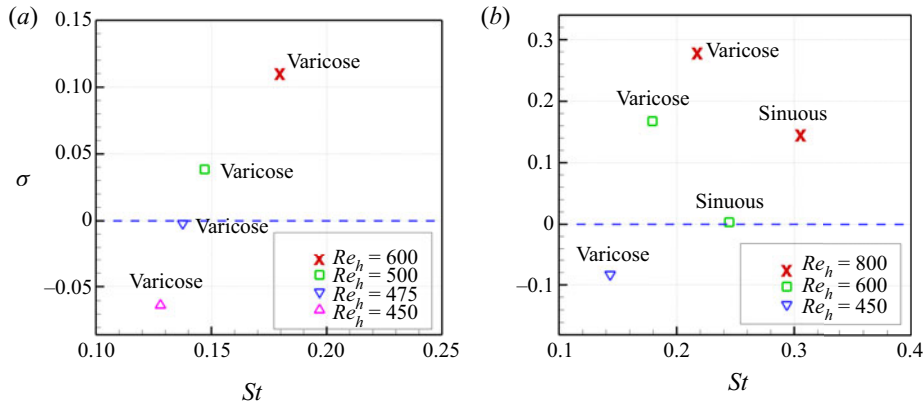 (a)
0.15
0.10
0.05
0
–0.05
σ
Varicose
Varicose
Varicose
Varicose
Re_h = 600
Re_h = 500
Re_h = 475
Re_h = 450
0.10 0.15 0.20 0.25
St
(b)
0.3
0.2
0.1
0
–0.1
Varicose
Varicose
Sinuous
Sinuous
Varicose
Re_h = 800
Re_h = 600
Re_h = 450
0.1 0.2 0.3 0.4
St